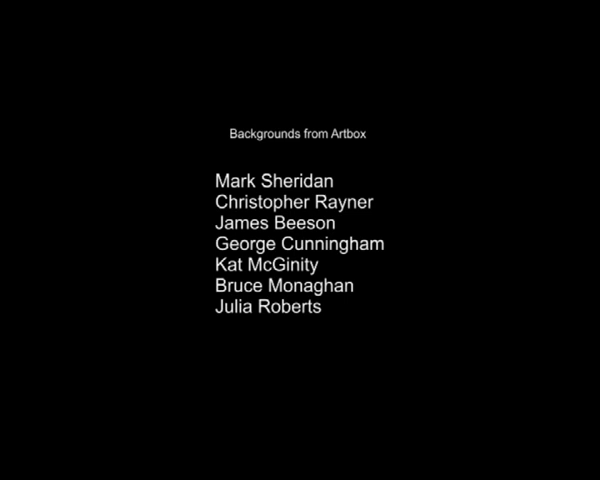 Backgrounds from Artbox
Mark Sheridan
Christopher Rayner
James Beeson
George Cunningham
Kat McGinity
Bruce Monaghan
Julia Roberts